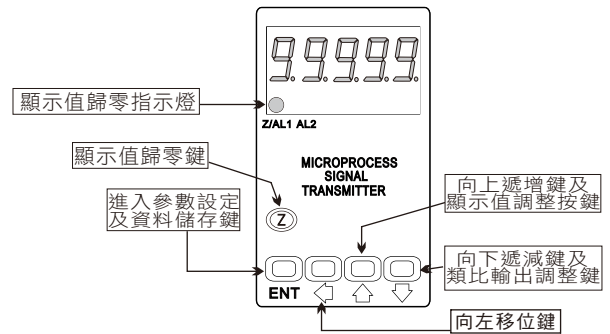 99999
顯示值歸零指示燈
Z/AL1 AL2
顯示值歸零鍵
MICROPROCESS
SIGNAL
TRANSMITTER
進入參數設定
及資料儲存鍵
向上遞增鍵及
顯示值調整按鍵
Z
向下遞減鍵及
類比輸出調整鍵
ENT
向左移位鍵